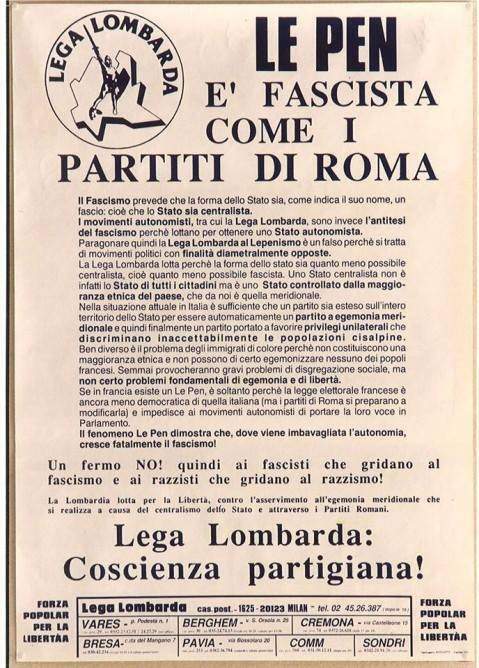 LEGA LOMBARDA
LE PEN
E' FASCISTA
COME I
PARTITI DI ROMA
Il Fascismo prevede che la forma dello Stato sia, come indica il suo nome, un
fascio: cioè che lo Stato sia centralista.
I movimenti autonomisti, tra cui la Lega Lombarda, sono invece l'antitesi
del fascismo perchè lottano per ottenere uno Stato autonomista.
Paragonare quindi la Lega Lombarda al Lepenismo è un falso perchè si tratta
di movimenti politici con finalità diametralmente opposte.
La Lega Lombarda lotta perchè la forma dello stato sia quanto meno possibile
centralista, cioè quanto meno possibile fascista. Uno Stato centralista non è
infatti lo Stato di tutti i cittadini ma è uno Stato controllato dalla maggio-
ranza etnica del paese, che da noi è quella meridionale.
Nella situazione attuale in Italia è sufficiente che un partito sia esteso sull'intero
territorio dello Stato per essere automaticamente un partito a egemonia meri-
dionale e quindi finalmente un partito portato a favorire privilegi unilaterali che
discriminano inaccettabilmente le popolazioni cisalpine.
Ben diverso è il problema degli immigrati di colore perchè non costituiscono una
maggioranza etnica e non possono di certo egemonizzare nessuno dei popoli
francesi. Semmai provocheranno gravi problemi di disgregazione sociale, ma
non certo problemi fondamentali di egemonia e di libertà.
Se in francia esiste un Le Pen, è soltanto perchè la legge elettorale francese è
ancora meno democratica di quella italiana (ma i partiti di Roma si preparano a
modificarla) e impedisce ai movimenti autonomisti di portare la loro voce in
Parlamento.
Il fenomeno Le Pen dimostra che, dove viene imbavagliata l'autonomia,
cresce fatalmente il fascismo!
Un fermo NO! quindi ai fascisti che gridano al
fascismo e ai razzisti che gridano al razzismo!
La Lombardia lotta per la Libertà, contro l'asservimento all'egemonia meridionale che
si realizza a causa del centralismo dello Stato e attraverso i Partiti Romani.
Lega Lombarda:
Coscienza partigiana!
FORZA
POPOLAR
PER LA
LIBERTÀA
Lega Lombarda cas. post. - 1625 - 20123 MILAN - tel. 02 45.26.387
VARES - p. Podestà n. 1
BERGHEM - v. S. Orsola n. 25
CREMONA - via Castelleone
BRESA - c.da del Mangano 7
PAVIA - via Bossolaro 20
COMM
SONDRI
FORZA
POPOLAR
PER LA
LIBERTÀA